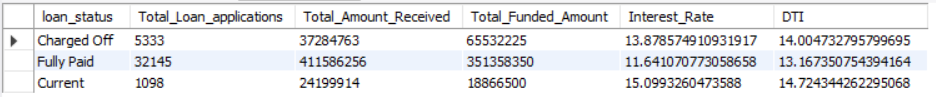 loan_status Total_Loan_applications Total_Amount_Received Total_Funded_Amount Interest_Rate DTI
Charged Off 5333 37284763 65532225 13.878574910931917 14.004732795799695
Fully Paid 32145 411586256 351358350 11.641070773058658 13.167350754394164
Current 1098 24199914 18866500 15.0993260473588 14.724344262295068